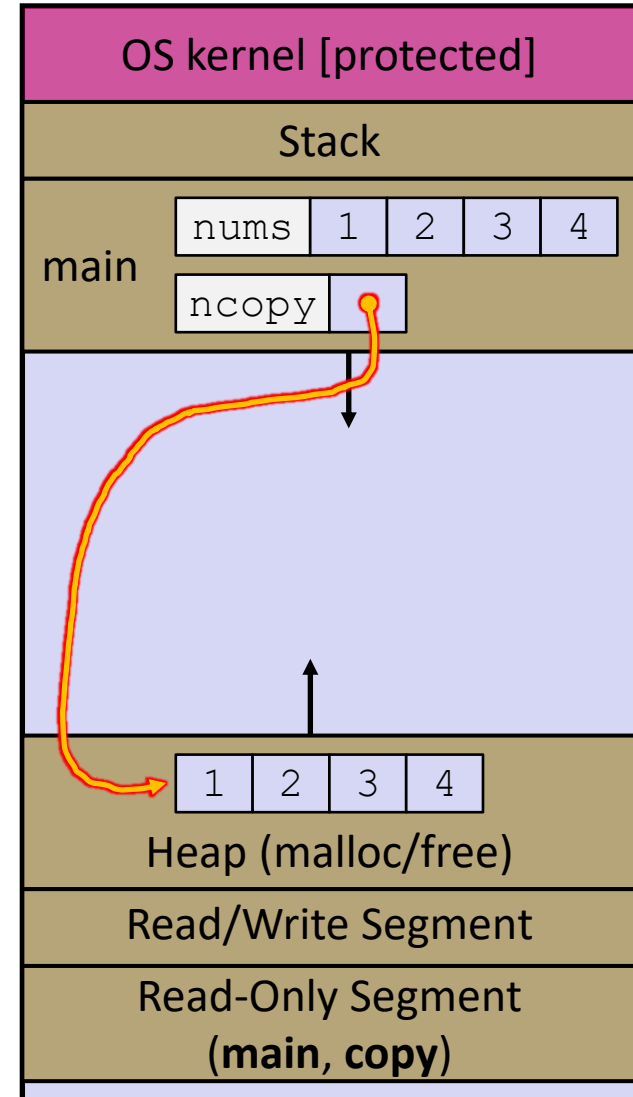 OS kernel [protected]
Stack
main
nums 1 2 3 4
ncopy
1 2 3 4
Heap (malloc/free)
Read/Write Segment
Read-Only Segment
(main, copy)